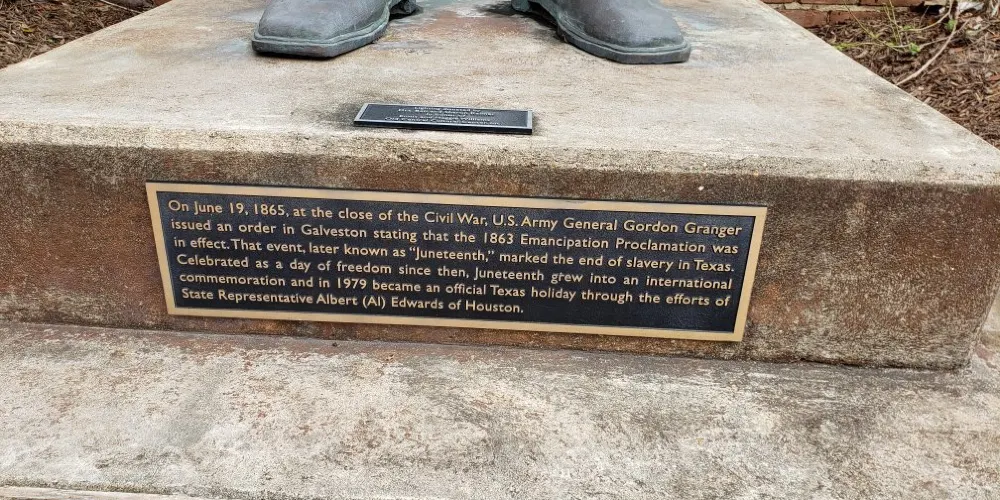 On June 19, 1865, at the close of the Civil War, U.S. Army General Gordon Granger
issued an order in Galveston stating that the 1863 Emancipation Proclamation was
in effect. That event, later known as "Juneteenth," marked the end of slavery in Texas.
Celebrated as a day of freedom since then, Juneteenth grew into an international
commemoration and in 1979 became an official Texas holiday through the efforts of
State Representative Albert (Al) Edwards of Houston.